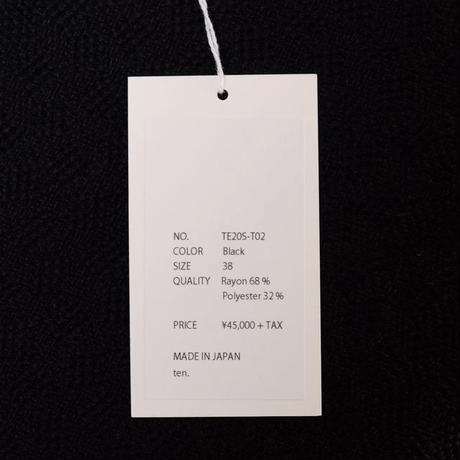 NO. TE20S-T02
COLOR Black
SIZE 38
QUALITY Rayon 68 %
Polyester 32 %
PRICE ¥45,000 + TAX
MADE IN JAPAN
ten.